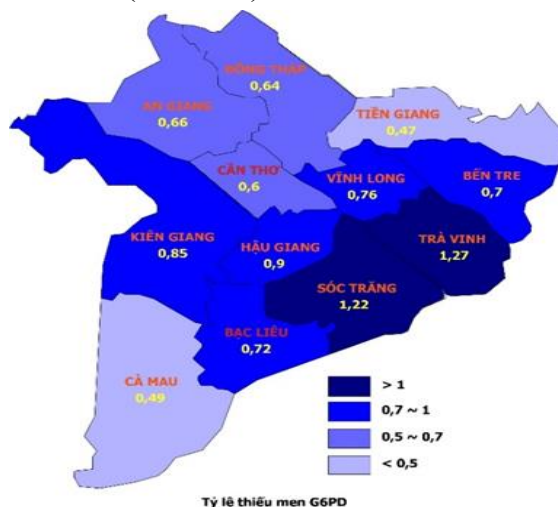 ĐỒNG THÁP
0,64
AN GIANG
0,66
TIỀN GIANG
0,47
CẦN THƠ
0,6
VĨNH LONG
0,76
BẾN TRE
0,7
KIÊN GIANG
0,85
HẬU GIANG
0,9
TRÀ VINH
1,27
SÓC TRĂNG
1,22
BẠC LIÊU
0,72
CÀ MAU
0,49
> 1
0,7 ~ 1
0,5 ~ 0,7
< 0,5
Tỷ lệ thiếu men G6PD